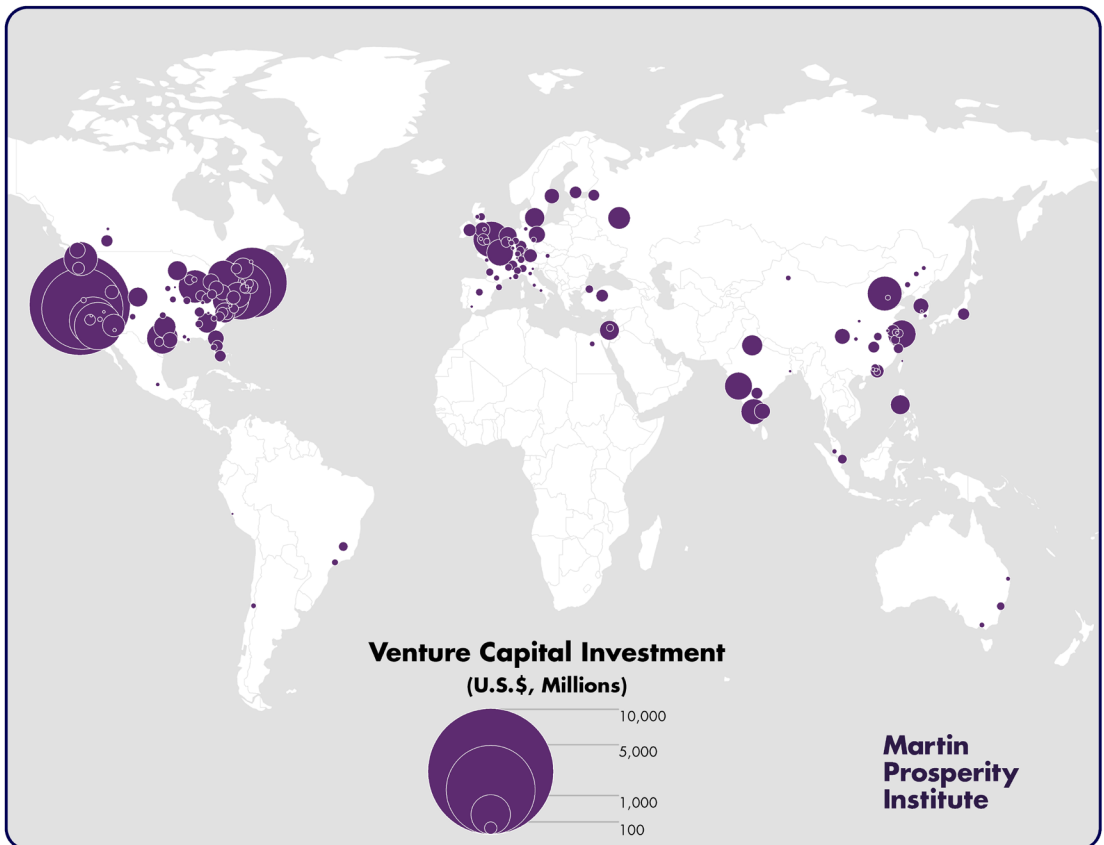 Venture Capital Investment
(U.S.$, Millions)
10,000
5,000
1,000
100
Martin
Prosperity
Institute